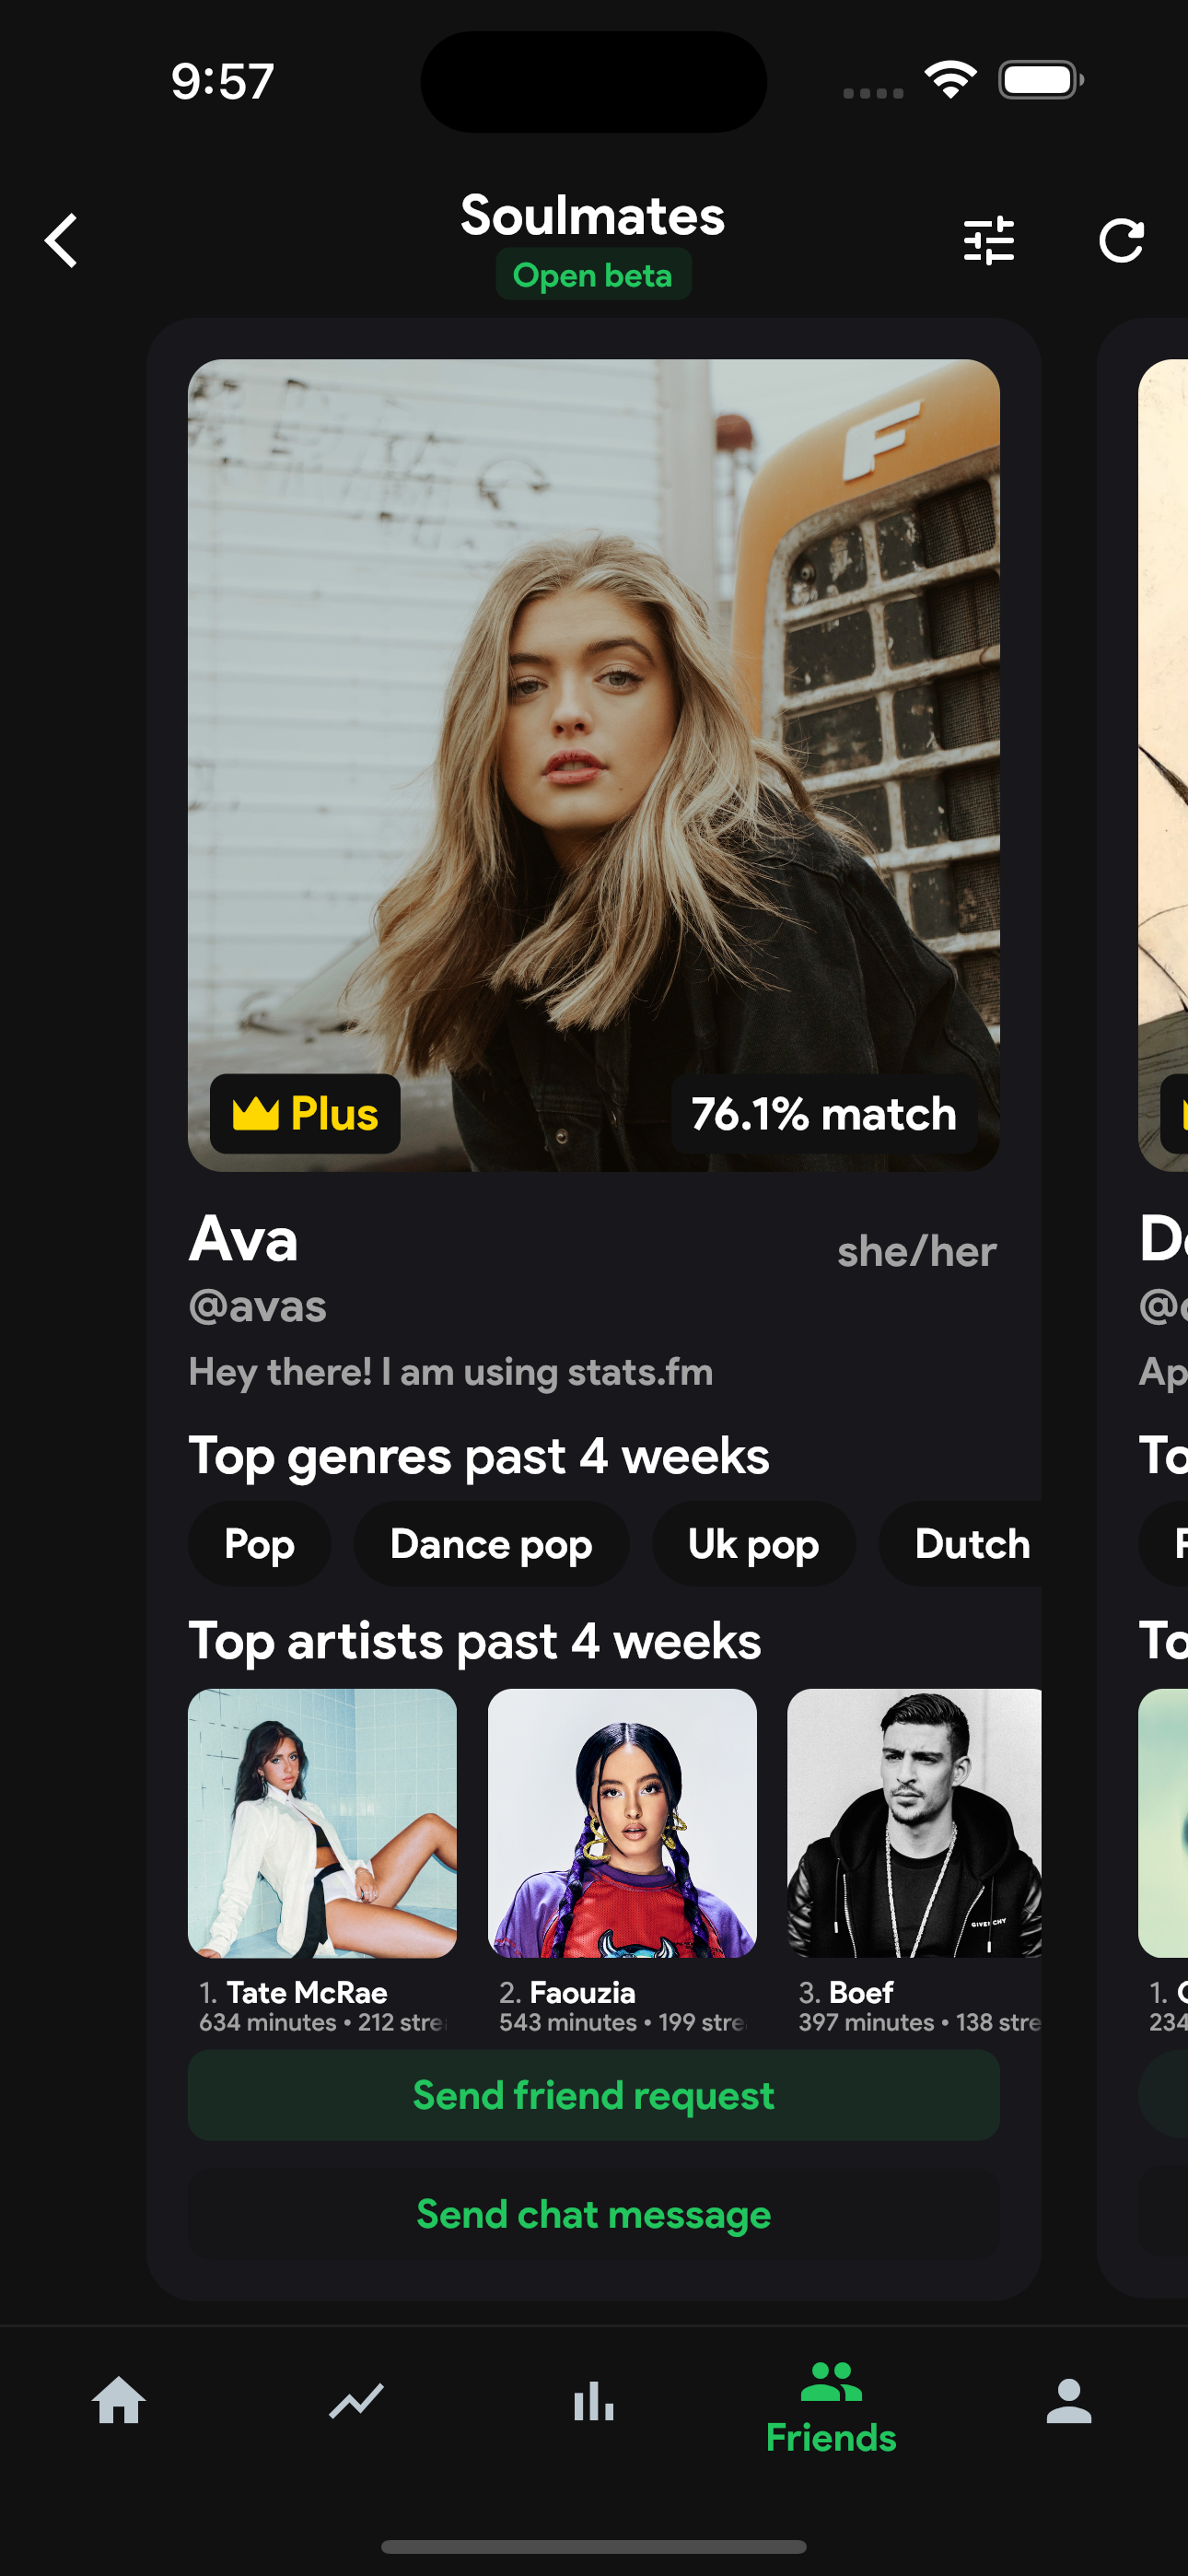 9:57
Soulmates
Open beta
F
Plus
76.1% match
Ava
she/her
@avas
Hey there! I am using stats.fm
Top genres past 4 weeks
Pop
Dance pop
Uk pop
Dutch
Top artists past 4 weeks
GIVENCHY
1. Tate McRae
2. Faouzia
3. Boef
634 minutes • 212 stre
543 minutes • 199 stre
397 minutes • 138 stre
Send friend request
Send chat message
D
@
Ap
To
To
1.
234
Friends